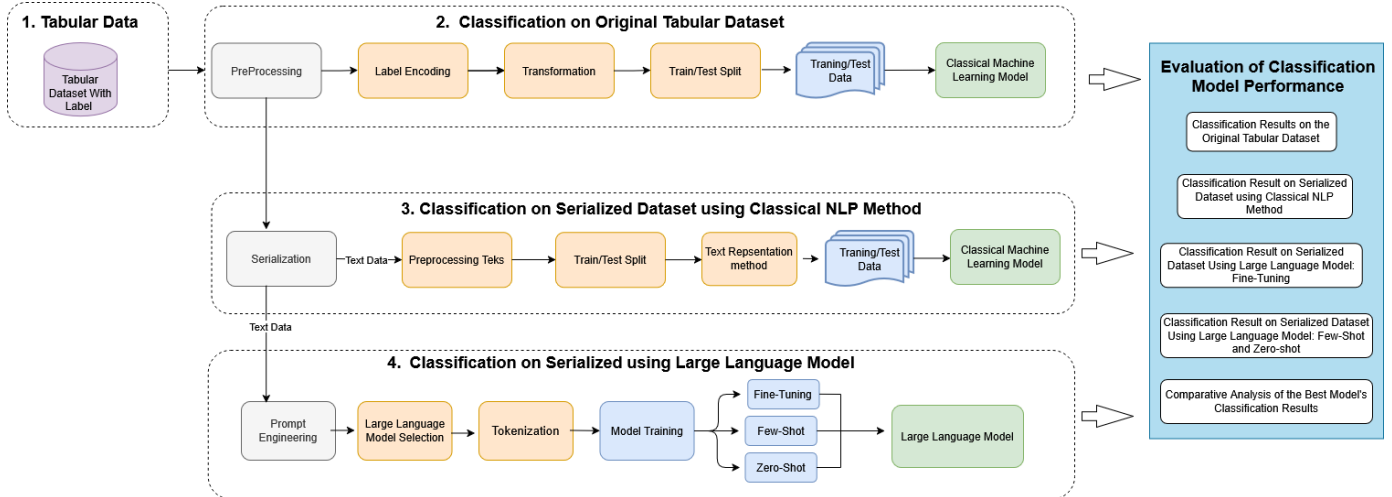 1. Tabular Data
Tabular
Dataset With
Label
2. Classification on Original Tabular Dataset
PreProcessing
Label Encoding
Transformation
Train/Test Split
Traning/Test
Data
Classical Machine
Learning Model
3. Classification on Serialized Dataset using Classical NLP Method
Serialization
Text Data
Preprocessing Teks
Train/Test Split
Text Repsentation
method
Traning/Test
Data
Classical Machine
Learning Model
Text Data
4. Classification on Serialized using Large Language Model
Prompt
Engineering
Large Language
Model Selection
Tokenization
Model Training
Fine-Tuning
Few-Shot
Zero-Shot
Large Language Model
Evaluation of Classification
Model Performance
Classification Results on the
Original Tabular Dataset
Classification Result on Serialized
Dataset using Classical NLP
Method
Classification Result on Serialized
Dataset Using Large Language Model:
Fine-Tuning
Classification Result on Serialized Dataset
Using Large Language Model: Few-Shot
and Zero-shot
Comparative Analysis of the Best Model's
Classification Results